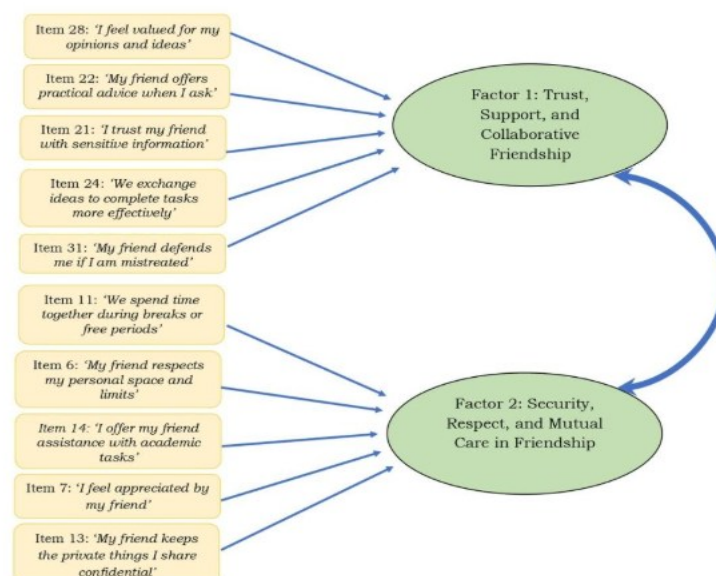 Item 28: 'I feel valued for my
opinions and ideas'
Item 22: 'My friend offers
practical advice when I ask'
Item 21: 'I trust my friend
with sensitive information'
Item 24: 'We exchange
ideas to complete tasks
more effectively'
Item 31: 'My friend defends
me if I am mistreated'
Factor 1: Trust,
Support, and
Collaborative
Friendship
Item 11: 'We spend time
together during breaks or
free periods'
Item 6: 'My friend respects
my personal space and
limits'
Item 14: 'I offer my friend
assistance with academic
tasks'
Item 7: 'I feel appreciated by
my friend'
Item 13: 'My friend keeps
the private things I share
confidential'
Factor 2: Security,
Respect, and Mutual
Care in Friendship